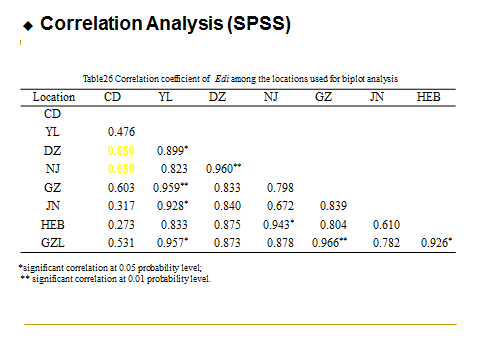 ◆ Correlation Analysis (SPSS)
Table26 Correlation coefficient of Edi among the locations used for biplot analysis
Location CD YL DZ NJ GZ JN HEB
CD
YL 0.476
DZ 0.080 0.899*
NJ 0.080 0.823 0.960**
GZ 0.603 0.959** 0.833 0.798
JN 0.317 0.928* 0.840 0.672 0.839
HEB 0.273 0.833 0.875 0.943* 0.804 0.610
GZL 0.531 0.957* 0.873 0.878 0.966** 0.782 0.926*
*significant correlation at 0.05 probability level;
** significant correlation at 0.01 probability level.